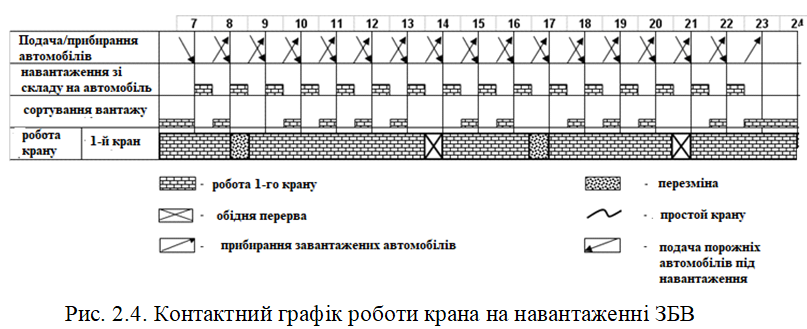 7 8 9 10 11 12 13 14 15 16 17 18 19 20 21 22 23 24
Подача/прибирання
автомобілів
навантаження зі
складу на автомобіль
сортування вантажу
робота
крану
1-й кран
- робота 1-го крану
- перезміна
- обідня перерва
- простой крану
- прибирання завантажених автомобілів
- подача порожніх
автомобілів під
навантаження
Рис. 2.4. Контактний графік роботи крана на навантаженні ЗБВ